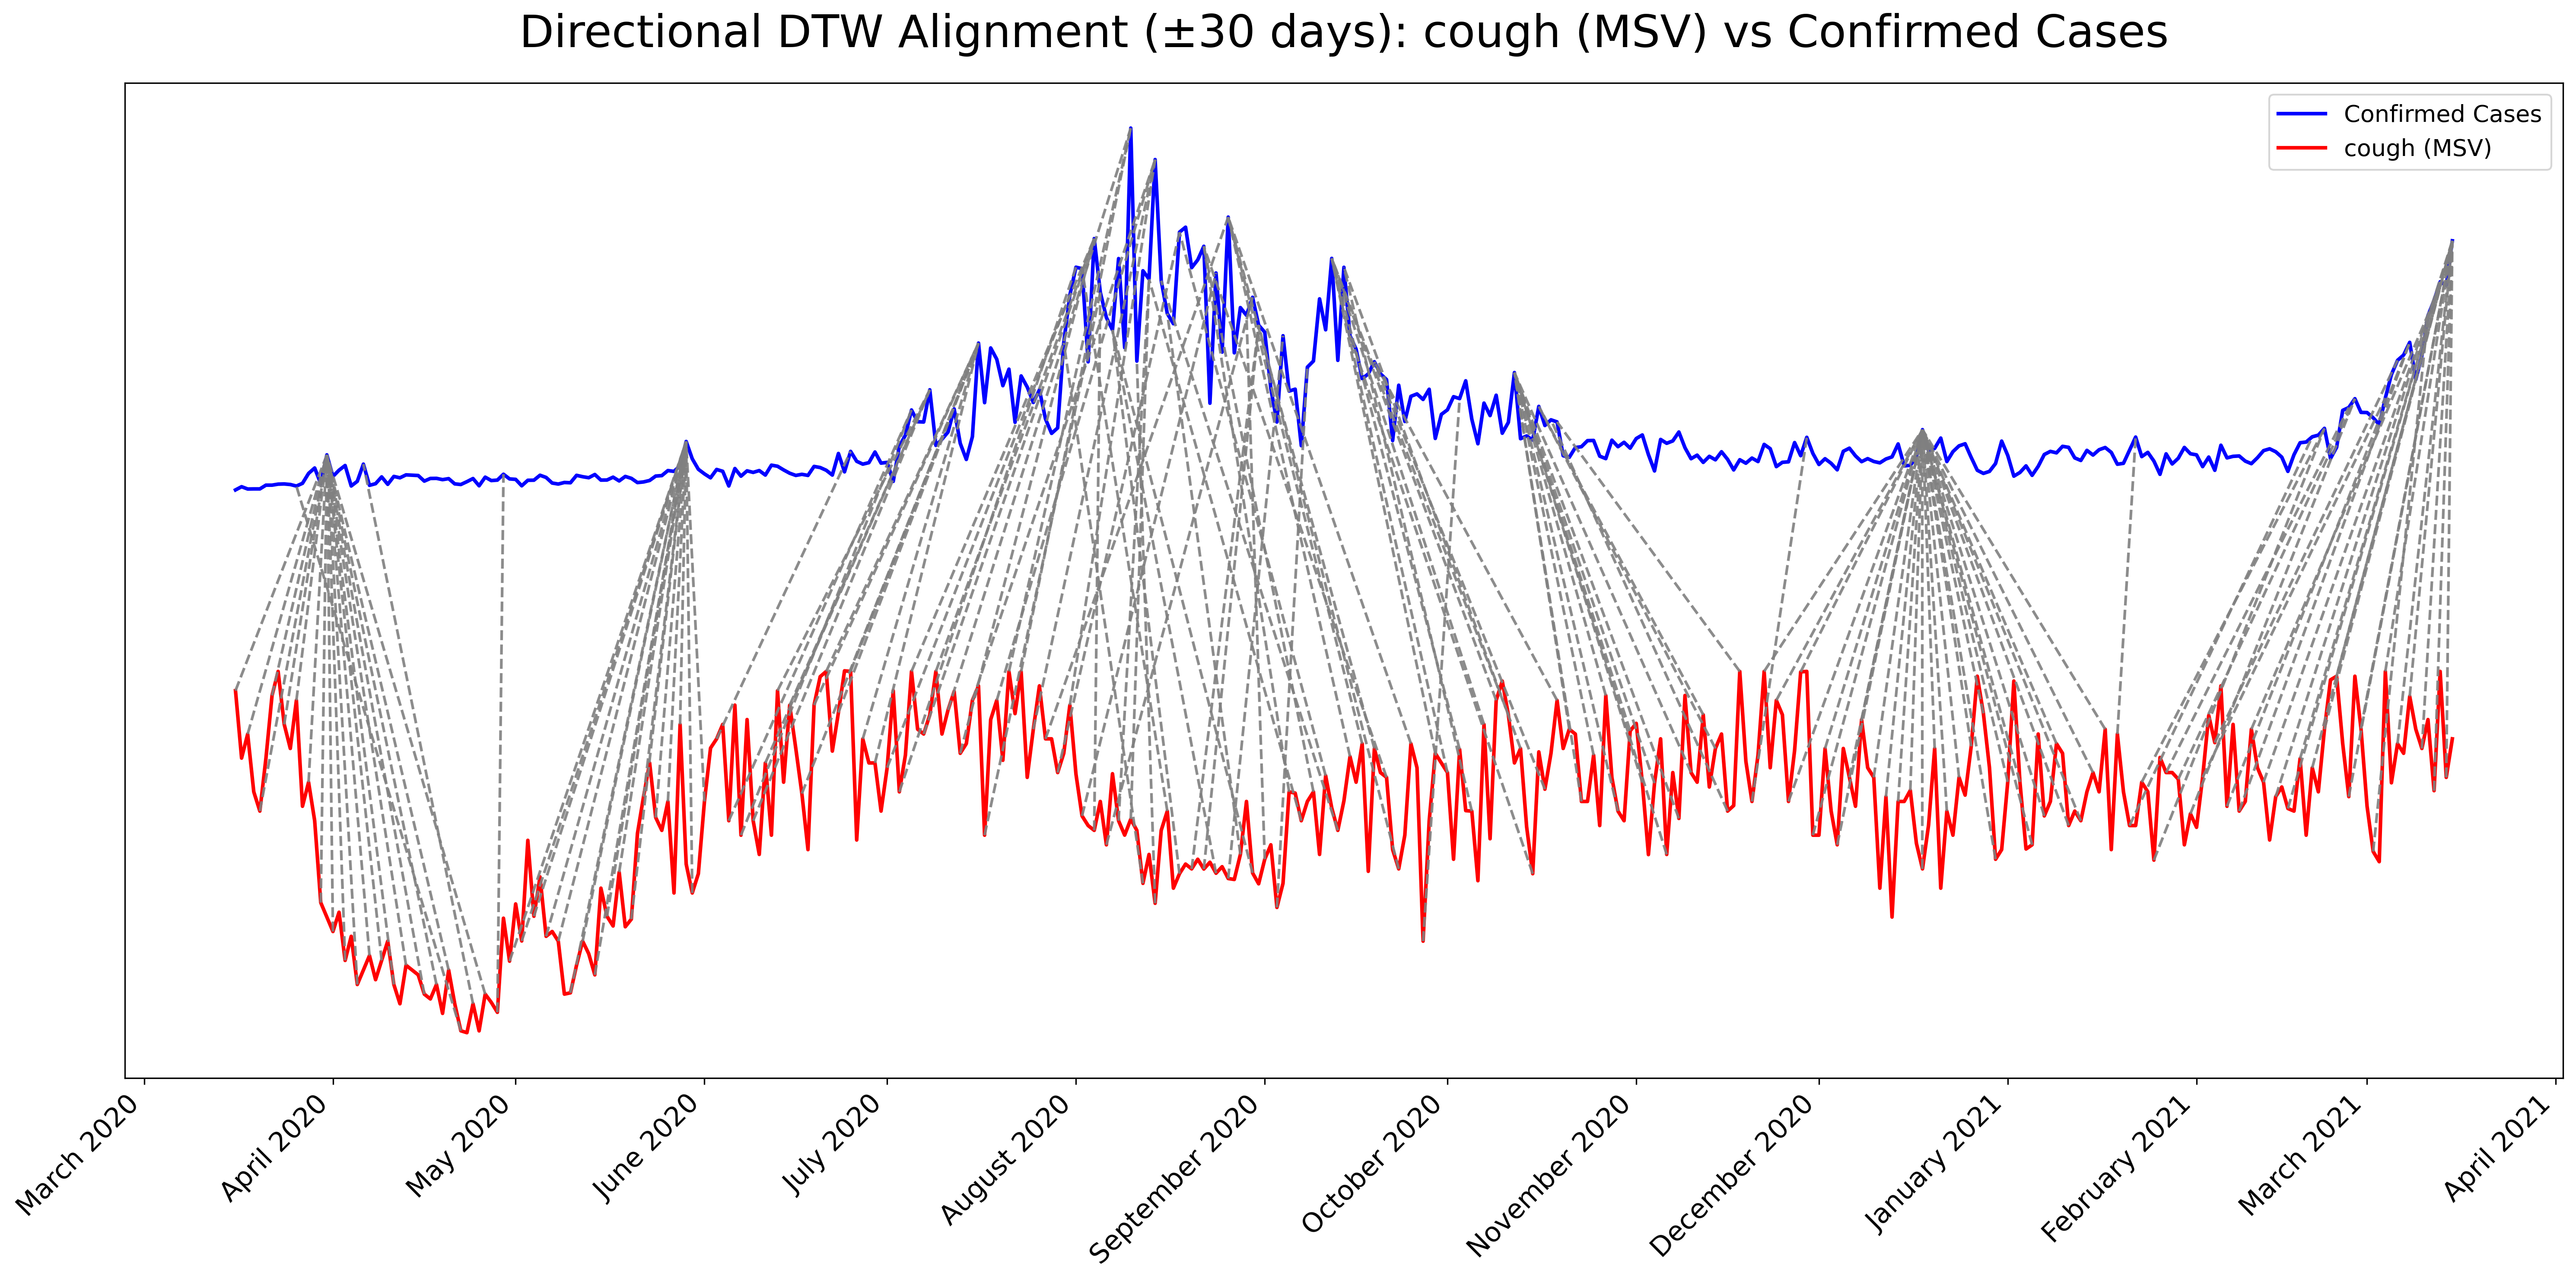 Directional DTW Alignment (±30 days): cough (MSV) vs Confirmed Cases
Confirmed Cases
cough (MSV)
March 2020
April 2020
May 2020
June 2020
July 2020
August 2020
September 2020
October 2020
November 2020
December 2020
January 2021
February 2021
March 2021
April 2021